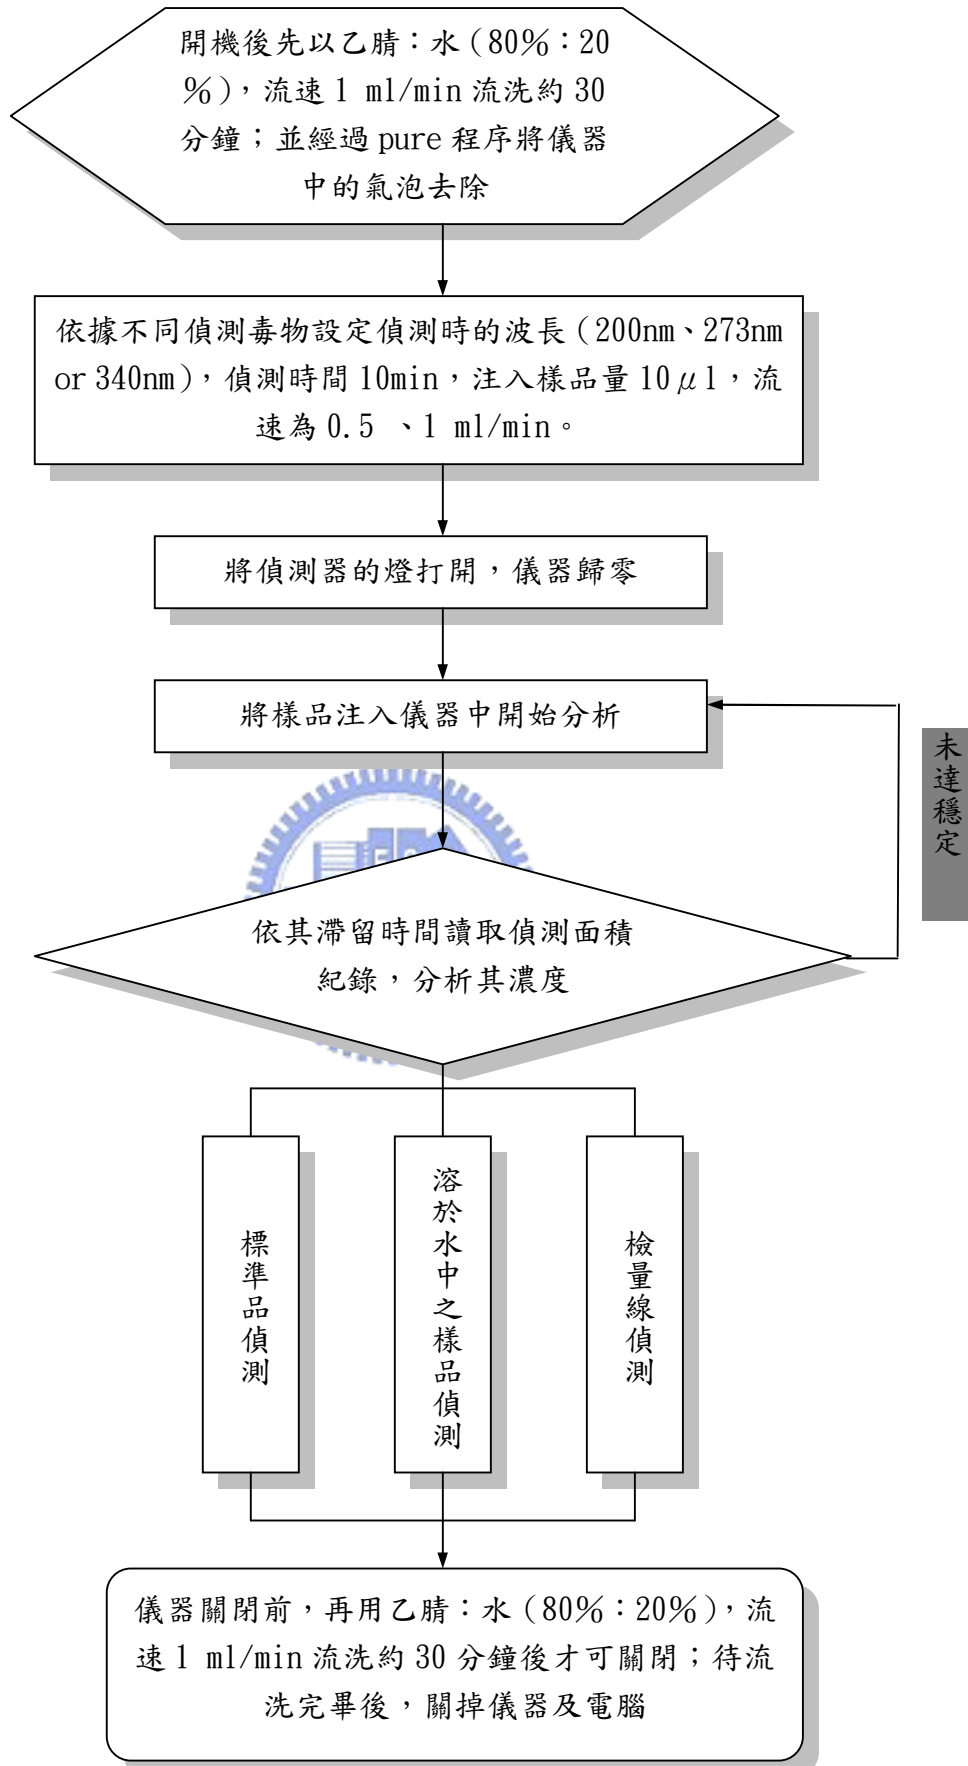 開機後先以乙腈：水（80％：20
％），流速 1 ml/min 流洗約 30
分鐘；並經過 pure 程序將儀器
中的氣泡去除
依據不同偵測毒物設定偵測時的波長（200nm、273nm
or 340nm），偵測時間 10min，注入樣品量 10μl，流
速為 0.5 、1 ml/min。
將偵測器的燈打開，儀器歸零
將樣品注入儀器中開始分析
未達穩定
依其滯留時間讀取偵測面積
紀錄，分析其濃度
標準品偵測
溶於水中之樣品偵測
檢量線偵測
儀器關閉前，再用乙腈：水（80％：20％），流
速 1 ml/min 流洗約 30 分鐘後才可關閉；待流
洗完畢後，關掉儀器及電腦